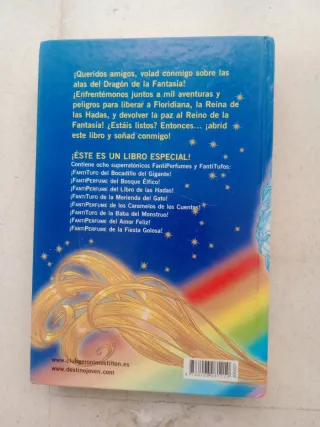 ¡Queridos amigos, volad conmigo sobre las
alas del Dragón de la Fantasía!
¡Enfrentémonos juntos a mil aventuras y
peligros para liberar a Floridiana, la Reina de
las Hadas, y devolver la paz al Reino de la
Fantasía! ¿Estáis listos? Entonces... ¡abrid
este libro y soñad conmigo!
¡ÉSTE ES UN LIBRO ESPECIAL!
Contiene ocho superratónicos FantiPerfumes y FantiTufos:
¡FantiTufo del Bocadillo del Gigante!
¡FantiPerfume del Bosque Élfico!
¡FantiPerfume del Libro de las Hadas!
¡FantiTufo de la Merienda del Gato!
¡FantiPerfume de los Caramelos de los Cuentos!
¡FantiTufo de la Baba del Monstruo!
¡FantiPerfume del Amor Feliz!
¡FantiPerfume de la Fiesta Golosa!
www.clubgeronimostilton.es
www.destinojoven.com